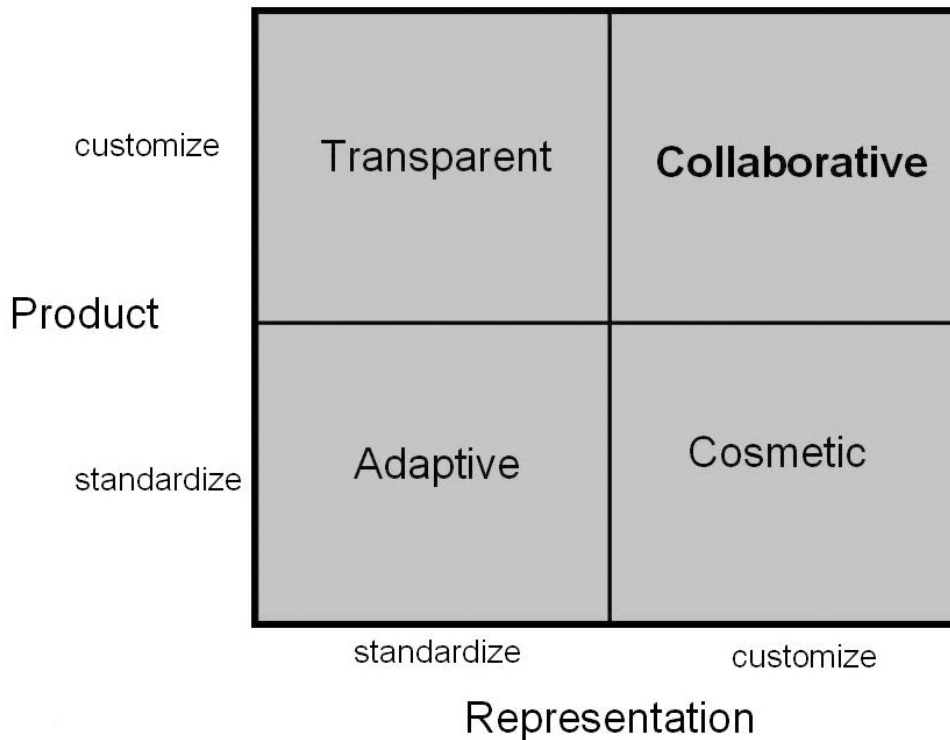 customize
Transparent
Collaborative
Product
standardize
Adaptive
Cosmetic
standardize
customize
Representation